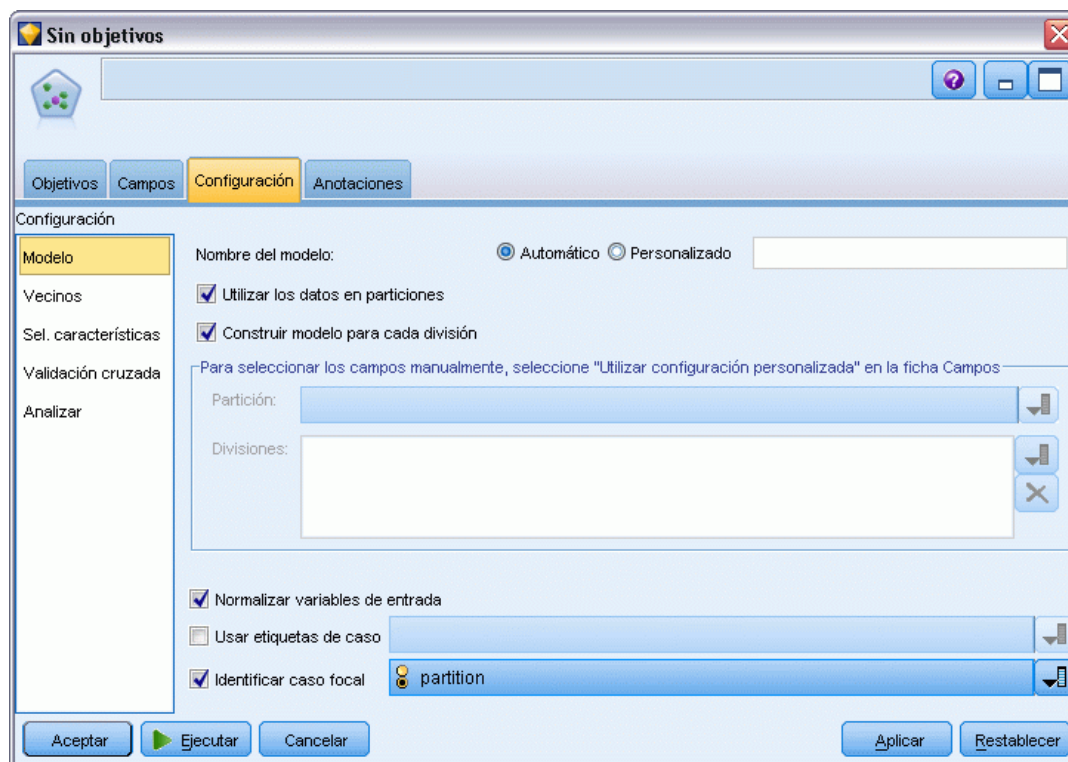 Sin objetivos
Objetivos Campos Configuración Anotaciones
Configuración
Modelo
Vecinos
Sel. características
Validación cruzada
Analizar
Nombre del modelo: Automático Personalizado
Utilizar los datos en particiones
Construir modelo para cada división
Para seleccionar los campos manualmente, seleccione "Utilizar configuración personalizada" en la ficha Campos
Partición:
Divisiones:
Normalizar variables de entrada
Usar etiquetas de caso
Identificar caso focal partition
Aceptar Ejecutar Cancelar Aplicar Restablecer